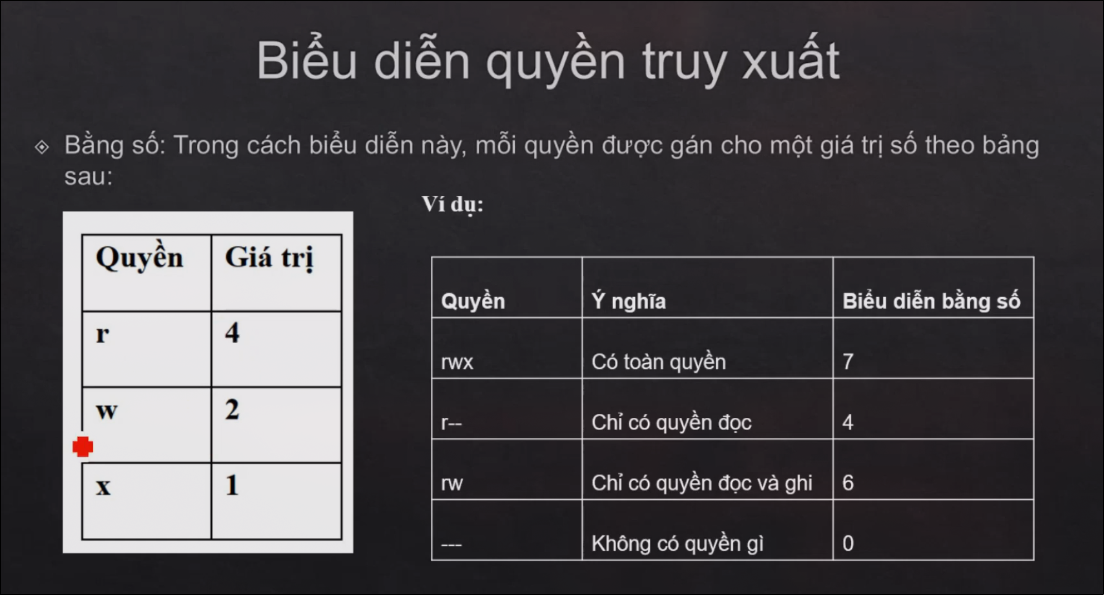 Biểu diễn quyền truy xuất
Bằng số: Trong cách biểu diễn này, mỗi quyền được gán cho một giá trị số theo bảng
sau:
Ví dụ:
Quyền Giá trị
r 4
w 2
x 1
Quyền Ý nghĩa Biểu diễn bằng số
rwx Có toàn quyền 7
r-- Chỉ có quyền đọc 4
rw Chỉ có quyền đọc và ghi 6
--- Không có quyền gì 0